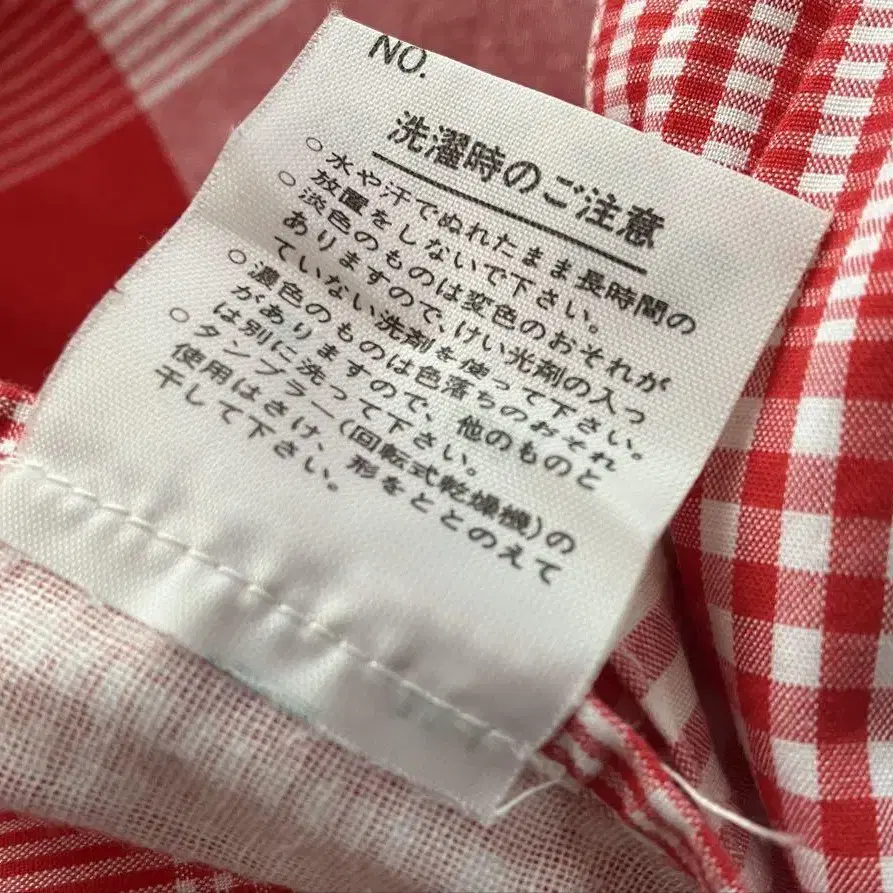 NO.
洗濯時のご注意
○水や汗でぬれたまま長時間の
放置をしないで下さい。
○淡色のものは変色のおそれが
ありますので、けい光剤の入っ
ていない洗剤を使って下さい。
○濃色のものは色落ちのおそれ
がありますので、他のものと
は別に洗って下さい。
○タンブラー(回転式乾燥機)の
使用はさけ、形をととのえて
干して下さい。